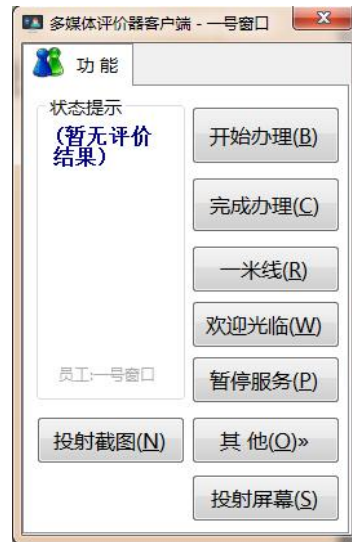 多媒体评价器客户端 - 一号窗口
功 能
状态提示
(暂无评价
结果)
开始办理(B)
完成办理(C)
一米线(R)
欢迎光临(W)
员工:一号窗口
暂停服务(P)
投射截图(N)
其 他(O)»
投射屏幕(S)